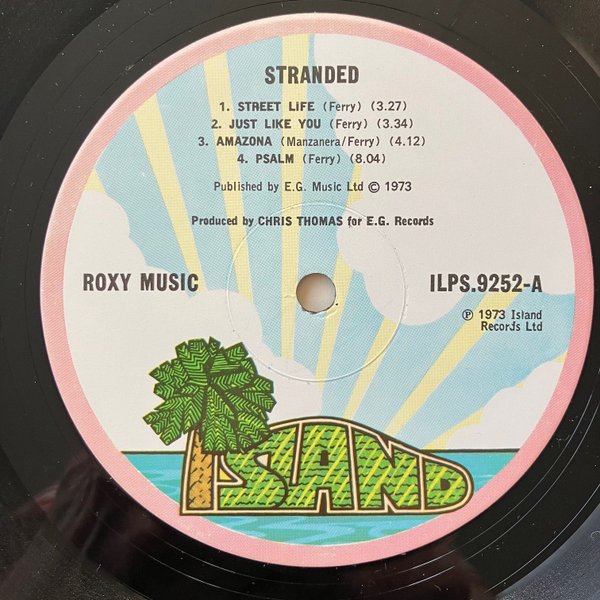 STRANDED
1. STREET LIFE (Ferry) (3.27)
2. JUST LIKE YOU (Ferry) (3.34)
3. AMAZONA (Manzanera/Ferry) (4.12)
4. PSALM (Ferry) (8.04)
Published by E.G. Music Ltd © 1973
Produced by CHRIS THOMAS for E.G. Records
ROXY MUSIC
ILPS.9252-A
℗ 1973 Island
Records Ltd
ISLAND